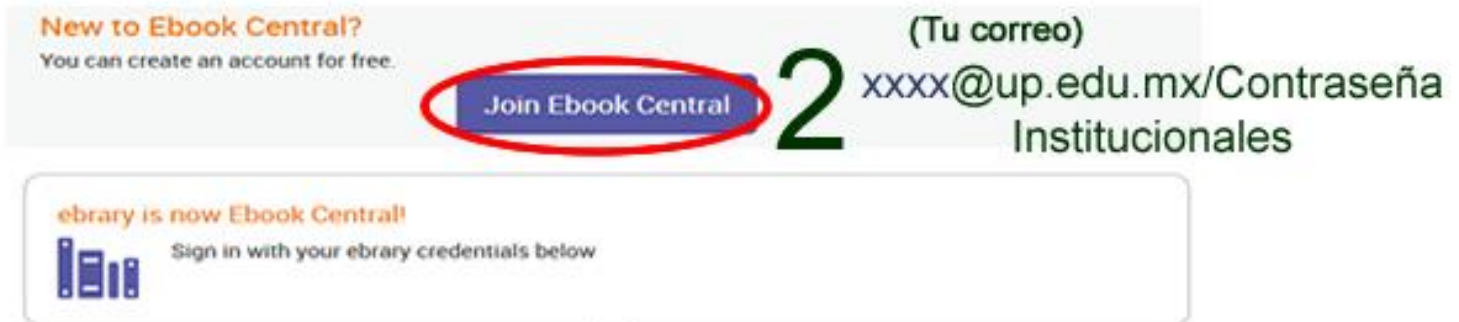 New to Ebook Central?
You can create an account for free.
Join Ebook Central
2
(Tu correo)
xxxx@up.edu.mx/Contraseña
Institucionales
ebrary is now Ebook Central!
Sign in with your ebrary credentials below